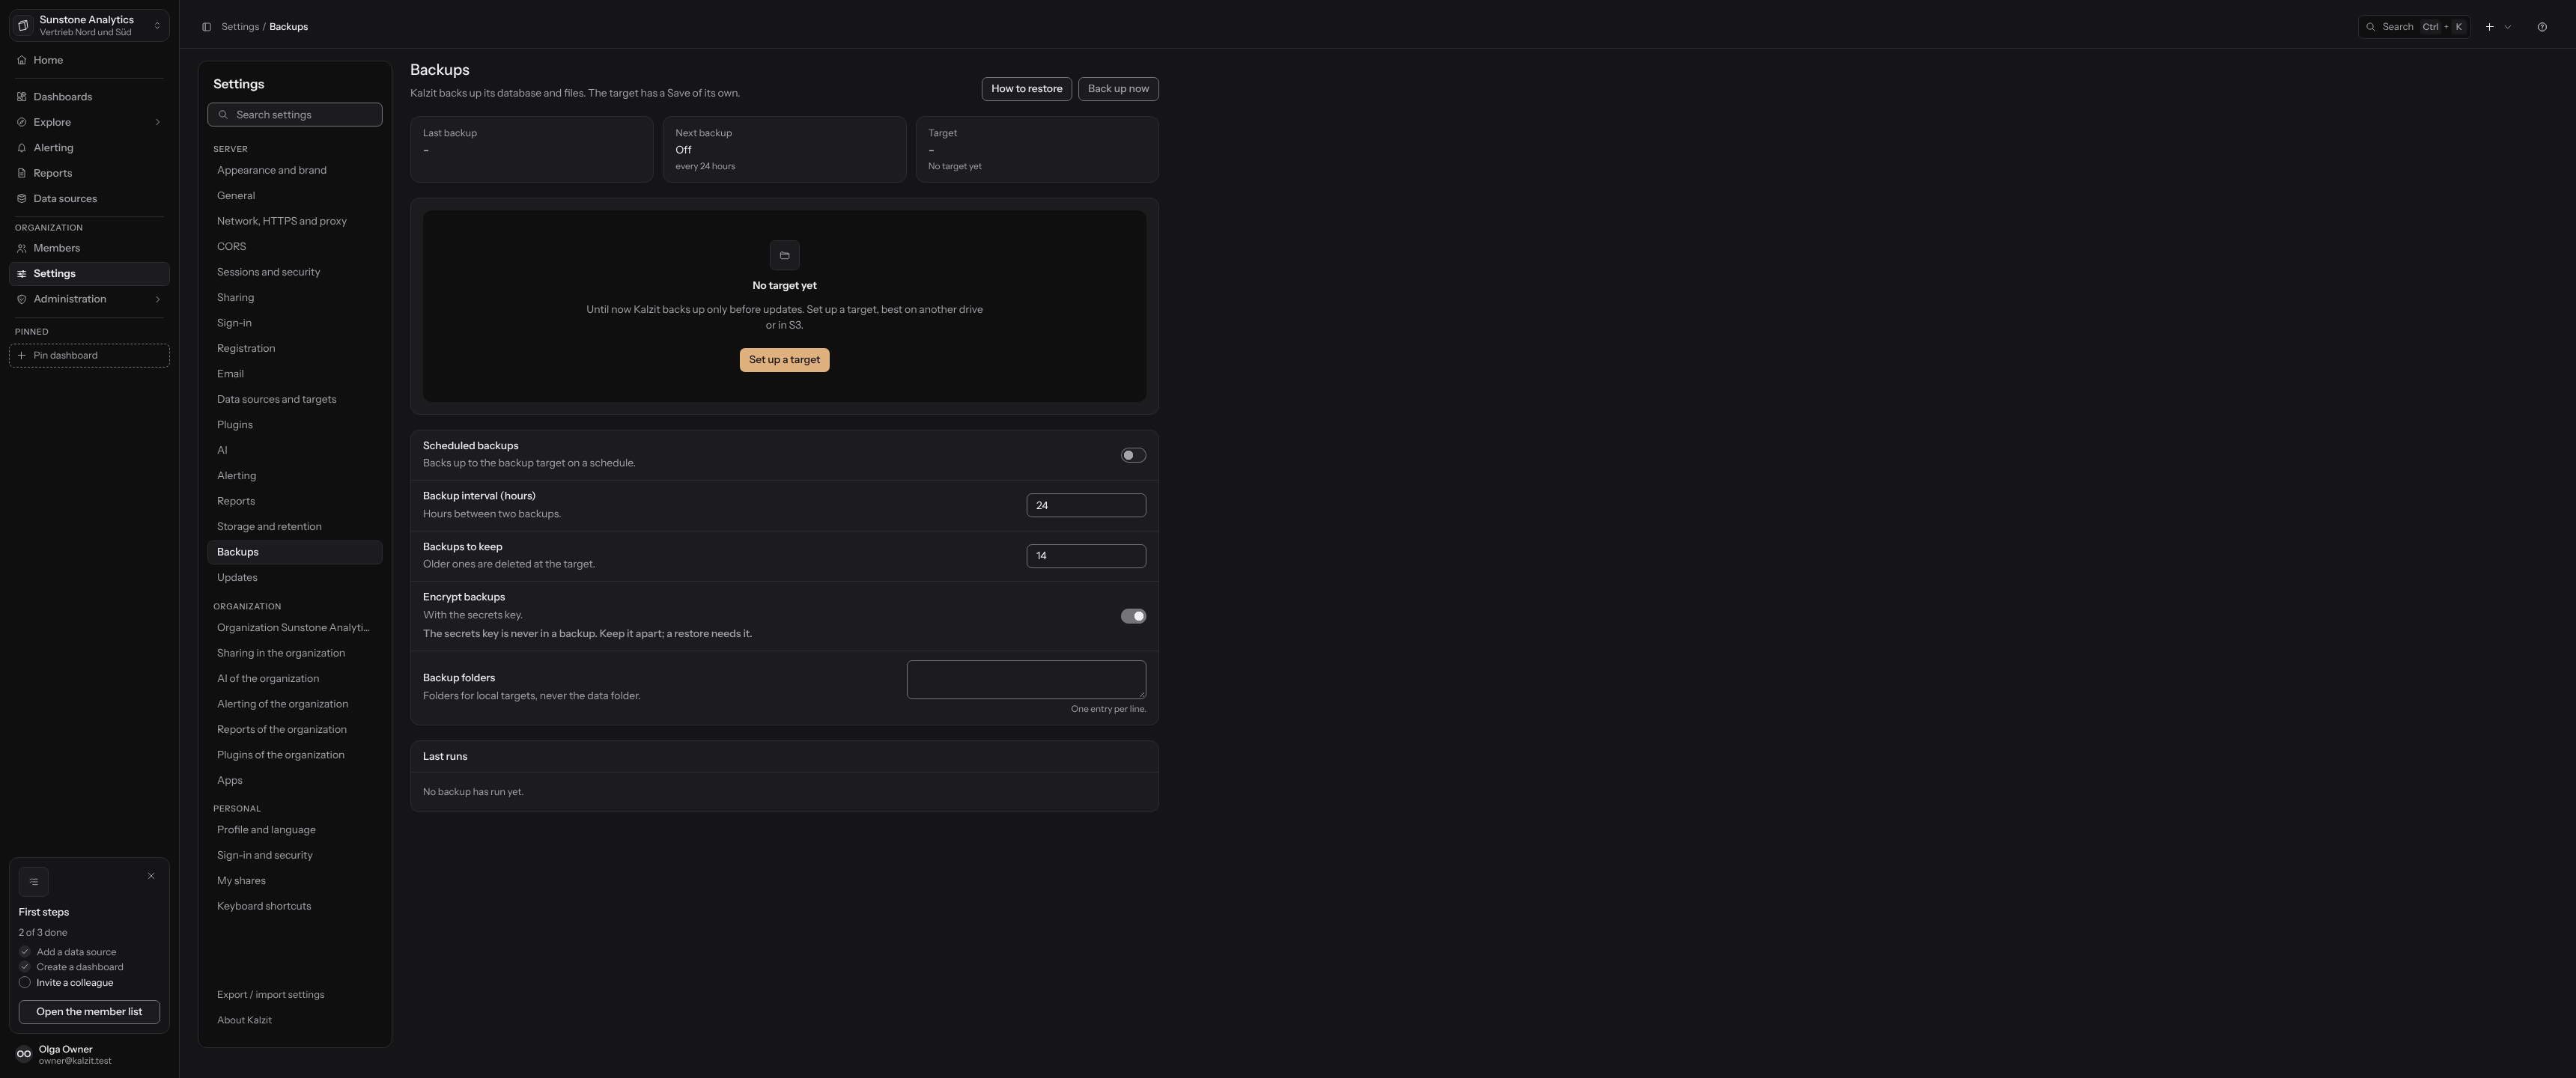 Sunstone Analytics
Vertrieb Nord und Süd
Home
Dashboards
Explore
Alerting
Reports
Data sources
ORGANIZATION
Members
Settings
Administration
PINNED
Pin dashboard
First steps
2 of 3 done
Add a data source
Create a dashboard
Invite a colleague
Open the member list
OO
Olga Owner
owner@kalzit.test
Settings / Backups
Search Ctrl + K
Settings
Search settings
SERVER
Appearance and brand
General
Network, HTTPS and proxy
CORS
Sessions and security
Sharing
Sign-in
Registration
Email
Data sources and targets
Plugins
AI
Alerting
Reports
Storage and retention
Backups
Updates
ORGANIZATION
Organization Sunstone Analyti...
Sharing in the organization
AI of the organization
Alerting of the organization
Reports of the organization
Plugins of the organization
Apps
PERSONAL
Profile and language
Sign-in and security
My shares
Keyboard shortcuts
Export / import settings
About Kalzit
Backups
Kalzit backs up its database and files. The target has a Save of its own.
How to restore
Back up now
Last backup
–
Next backup
Off
every 24 hours
Target
–
No target yet
No target yet
Until now Kalzit backs up only before updates. Set up a target, best on another drive
or in S3.
Set up a target
Scheduled backups
Backs up to the backup target on a schedule.
Backup interval (hours)
Hours between two backups.
24
Backups to keep
Older ones are deleted at the target.
14
Encrypt backups
With the secrets key.
The secrets key is never in a backup. Keep it apart; a restore needs it.
Backup folders
Folders for local targets, never the data folder.
One entry per line.
Last runs
No backup has run yet.